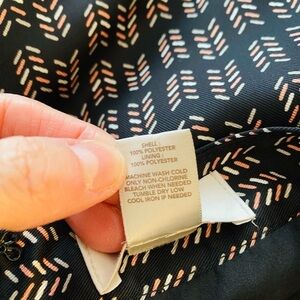 SHELL:
100% POLYESTER
LINING:
100% POLYESTER
MACHINE WASH COLD
ONLY NON-CHLORINE
BLEACH WHEN NEEDED
TUMBLE DRY LOW
COOL IRON IF NEEDED